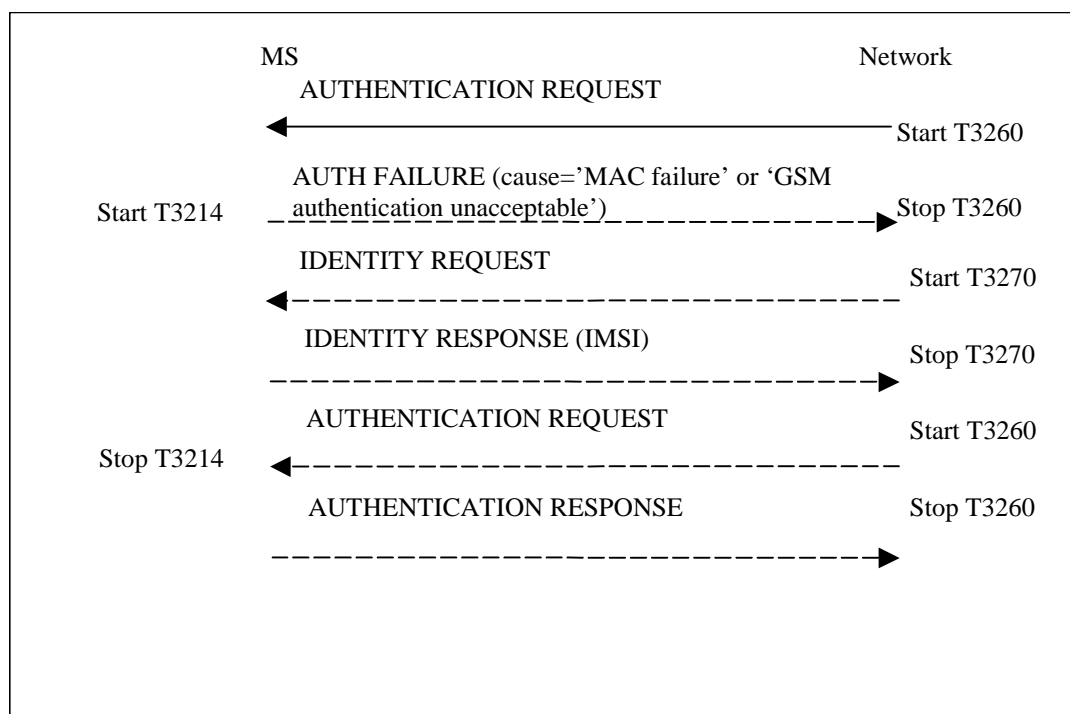 MS Network
AUTHENTICATION REQUEST
Start T3260
AUTH FAILURE (cause=’MAC failure’ or ‘GSM
authentication unacceptable’)
Start T3214
Stop T3260
IDENTITY REQUEST
Start T3270
IDENTITY RESPONSE (IMSI)
Stop T3270
AUTHENTICATION REQUEST
Start T3260
Stop T3214
AUTHENTICATION RESPONSE
Stop T3260